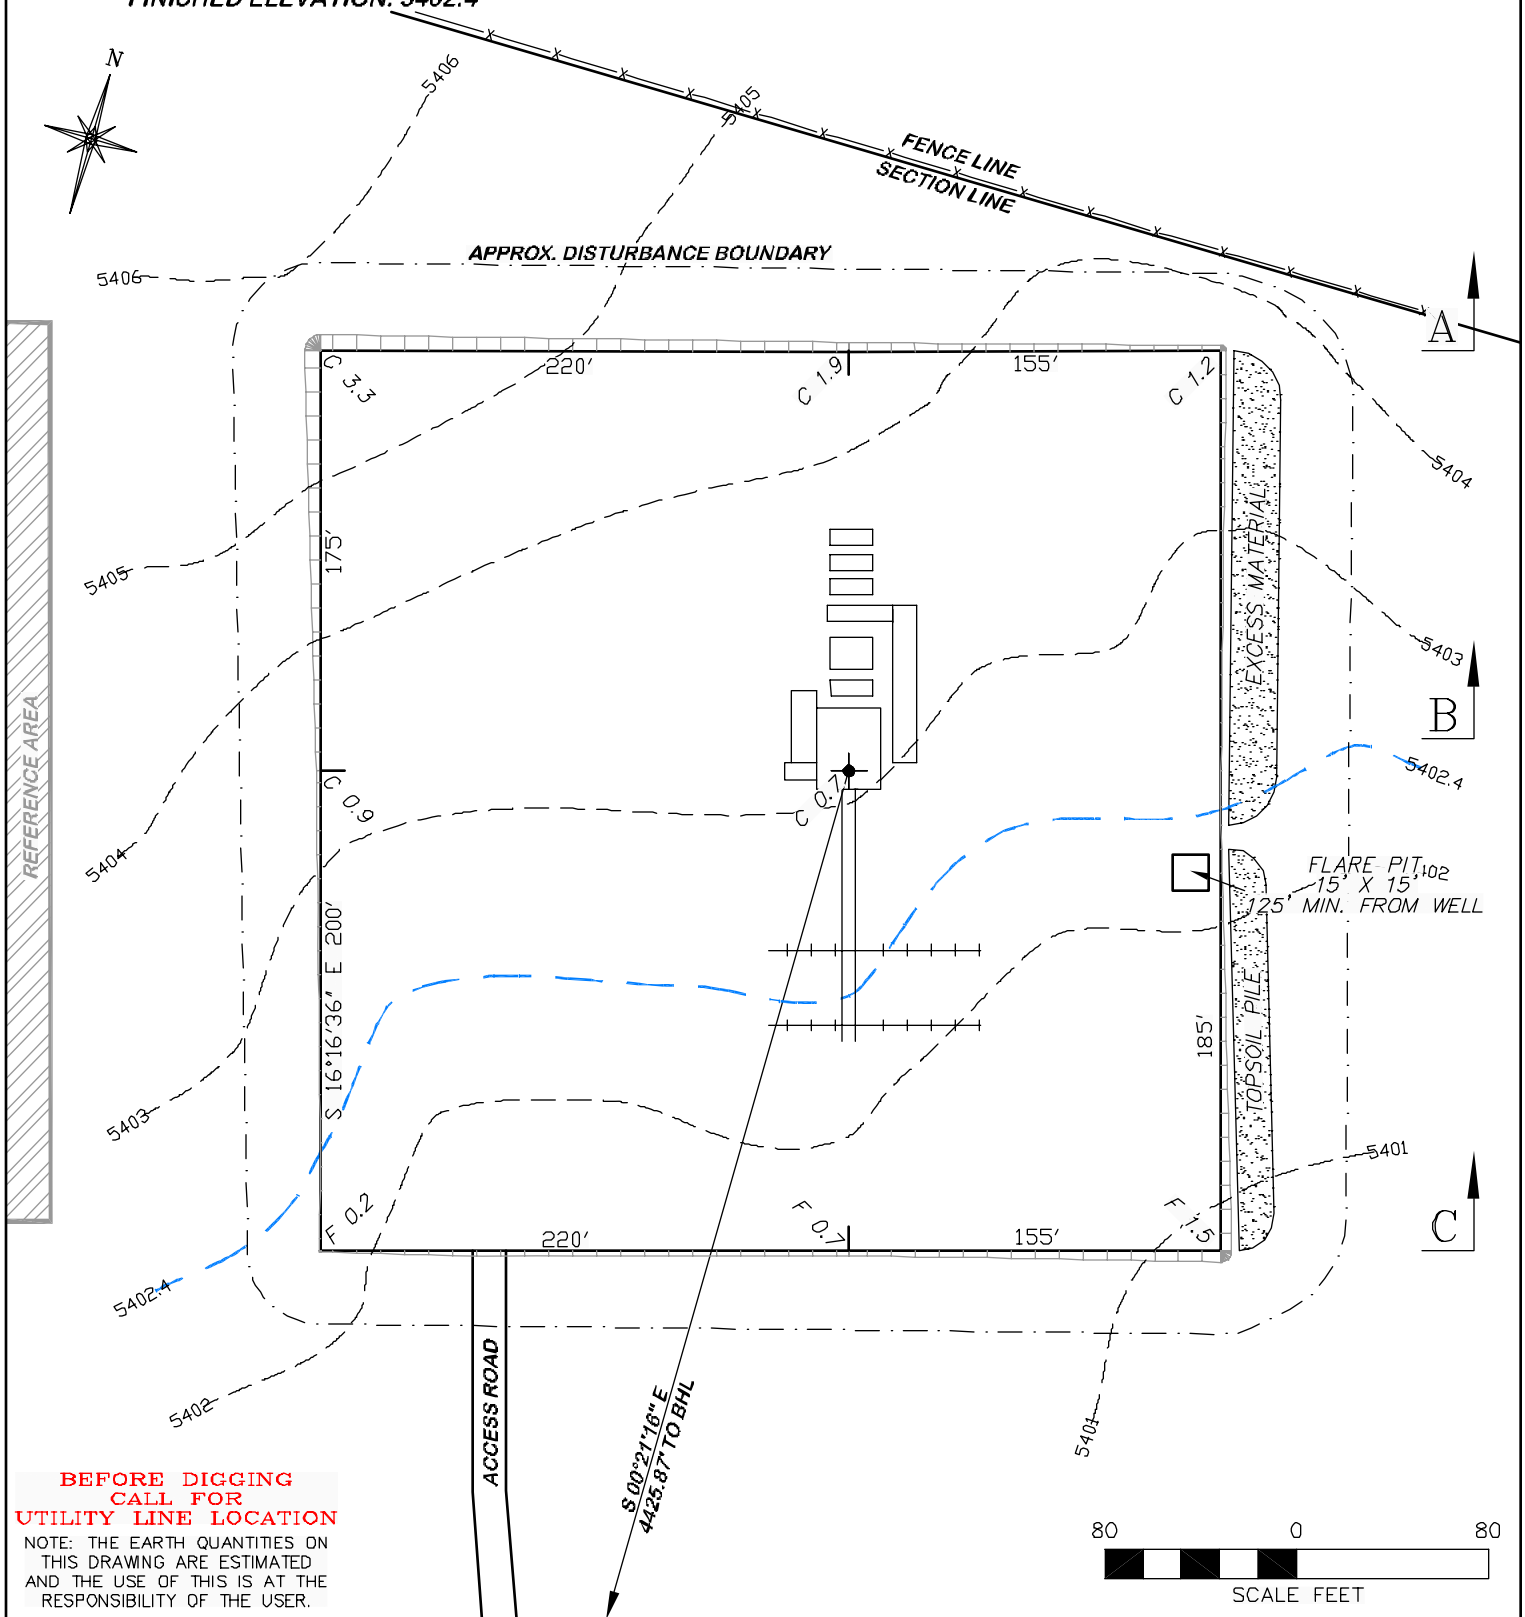 FINISHED ELEVATION: 5402.4
N
5406
5405
FENCE LINE
SECTION LINE
APPROX. DISTURBANCE BOUNDARY
5406
A
220'
155'
C 3.3
C 1.9
C 1.2
5404
175'
EXCESS MATERIAL
5405
5403
B
REFERENCE AREA
5402.4
C 0.9
C 0.7
5404
FLARE PIT
15' X 15'
125' MIN. FROM WELL
S 16°16'36" E 200'
185'
TOPSOIL PILE
5403
5401
F 0.2
F 0.7
F 1.5
C
220'
155'
5402.4
5402
ACCESS ROAD
S 00°21'16" E
4425.87' TO BHL
5401
BEFORE DIGGING
CALL FOR
UTILITY LINE LOCATION
NOTE: THE EARTH QUANTITIES ON
THIS DRAWING ARE ESTIMATED
AND THE USE OF THIS IS AT THE
RESPONSIBILITY OF THE USER.
80 0 80
SCALE FEET